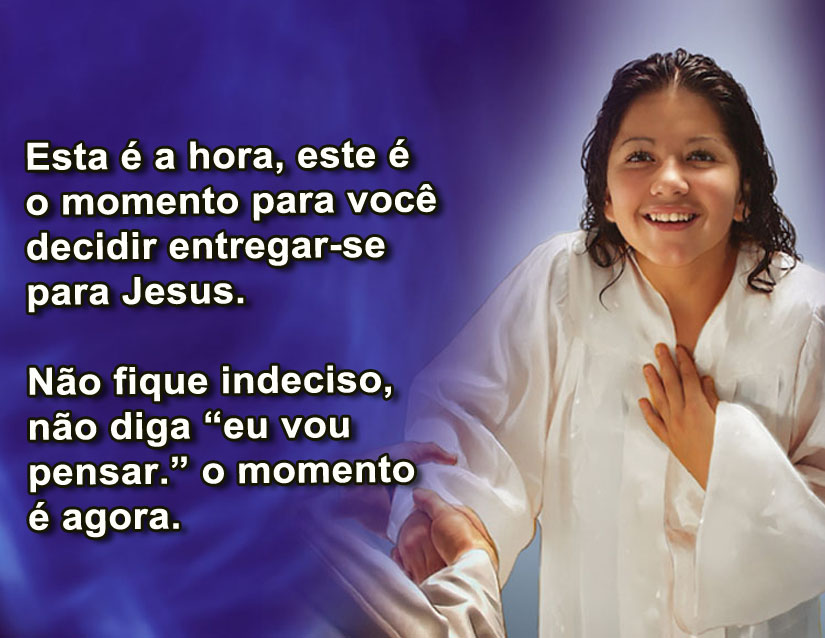 Esta é a hora, este é
o momento para você
decidir entregar-se
para Jesus.
Não fique indeciso,
não diga “eu vou
pensar.” o momento
é agora.